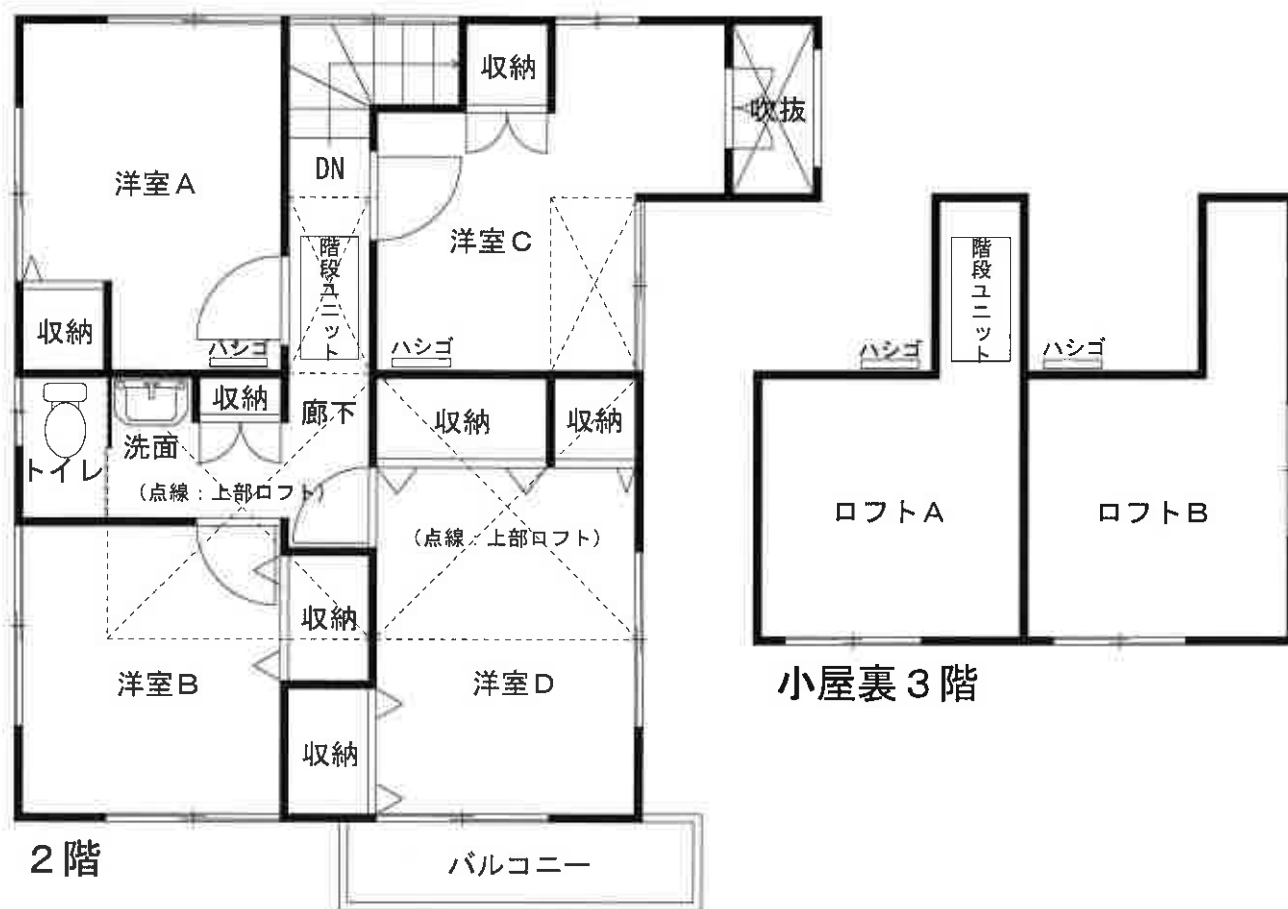 収納
吹抜
洋室A
DN
洋室C
階段ユニット
階段ユニット
収納
ハシゴ
ハシゴ
ハシゴ
ハシゴ
収納
廊下
収納
収納
洗面
トイレ
(点線:上部ロフト)
(点線:上部ロフト)
ロフトA
ロフトB
収納
洋室B
洋室D
小屋裏3階
収納
2階
バルコニー